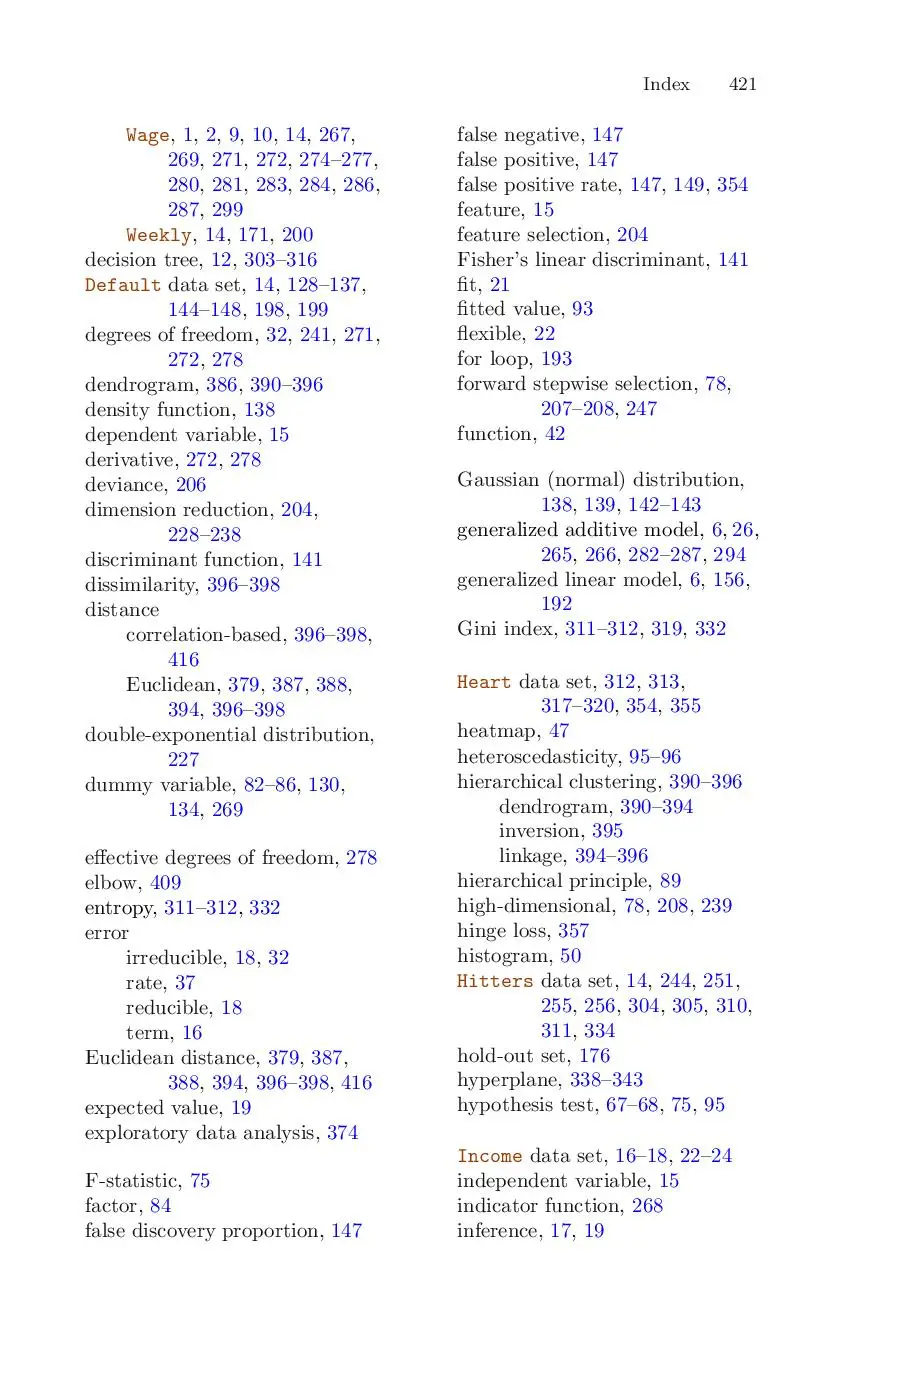 Index 421
Wage, 1, 2, 9, 10, 14, 267,
269, 271, 272, 274–277,
280, 281, 283, 284, 286,
287, 299
Weekly, 14, 171, 200
decision tree, 12, 303–316
Default data set, 14, 128–137,
144–148, 198, 199
degrees of freedom, 32, 241, 271,
272, 278
dendrogram, 386, 390–396
density function, 138
dependent variable, 15
derivative, 272, 278
deviance, 206
dimension reduction, 204,
228–238
discriminant function, 141
dissimilarity, 396–398
distance
correlation-based, 396–398,
416
Euclidean, 379, 387, 388,
394, 396–398
double-exponential distribution,
227
dummy variable, 82–86, 130,
134, 269
effective degrees of freedom, 278
elbow, 409
entropy, 311–312, 332
error
irreducible, 18, 32
rate, 37
reducible, 18
term, 16
Euclidean distance, 379, 387,
388, 394, 396–398, 416
expected value, 19
exploratory data analysis, 374
F-statistic, 75
factor, 84
false discovery proportion, 147
false negative, 147
false positive, 147
false positive rate, 147, 149, 354
feature, 15
feature selection, 204
Fisher's linear discriminant, 141
fit, 21
fitted value, 93
flexible, 22
for loop, 193
forward stepwise selection, 78,
207–208, 247
function, 42
Gaussian (normal) distribution,
138, 139, 142–143
generalized additive model, 6, 26,
265, 266, 282–287, 294
generalized linear model, 6, 156,
192
Gini index, 311–312, 319, 332
Heart data set, 312, 313,
317–320, 354, 355
heatmap, 47
heteroscedasticity, 95–96
hierarchical clustering, 390–396
dendrogram, 390–394
inversion, 395
linkage, 394–396
hierarchical principle, 89
high-dimensional, 78, 208, 239
hinge loss, 357
histogram, 50
Hitters data set, 14, 244, 251,
255, 256, 304, 305, 310,
311, 334
hold-out set, 176
hyperplane, 338–343
hypothesis test, 67–68, 75, 95
Income data set, 16–18, 22–24
independent variable, 15
indicator function, 268
inference, 17, 19